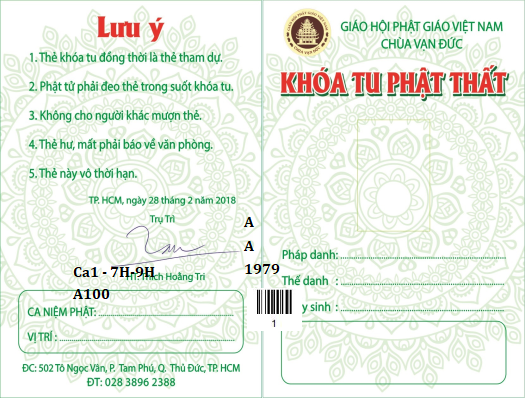 Lưu ý
1. Thẻ khóa tu đồng thời là thẻ tham dự.
2. Phật tử phải đeo thẻ trong suốt khóa tu.
3. Không cho người khác mượn thẻ.
4. Thẻ hư, mất phải báo về văn phòng.
5. Thẻ này vô thời hạn.
TP. HCM, ngày 28 tháng 2 năm 2018
Trụ Trì
Ca1 - 7H-9H
Thích Hoằng Tri
A100
CA NIỆM PHẬT:
VỊ TRÍ :
ĐC: 502 Tô Ngọc Vân, P. Tam Phú, Q. Thủ Đức, TP. HCM
ĐT: 028 3896 2388
GIÁO HỘI PHẬT GIÁO VIỆT NAM
CHÙA VẠN ĐỨC
KHÓA TU PHẬT THẤT
A
A
1979
Pháp danh:
Thế danh :
y sinh :
1